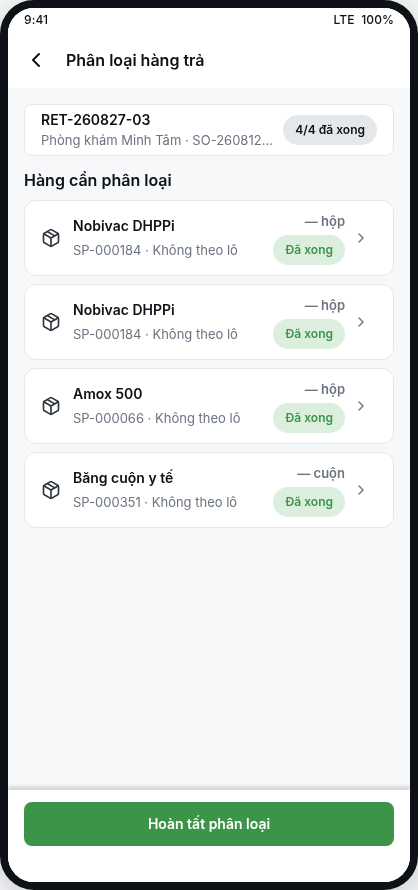 9:41
LTE 100%
Phân loại hàng trả
RET-260827-03
Phòng khám Minh Tâm · SO-260812...
4/4 đã xong
Hàng cần phân loại
Nobivac DHPPi
SP-000184 · Không theo lô
— hộp
Đã xong
Nobivac DHPPi
SP-000184 · Không theo lô
— hộp
Đã xong
Amox 500
SP-000066 · Không theo lô
— hộp
Đã xong
Băng cuộn y tế
SP-000351 · Không theo lô
— cuộn
Đã xong
Hoàn tất phân loại